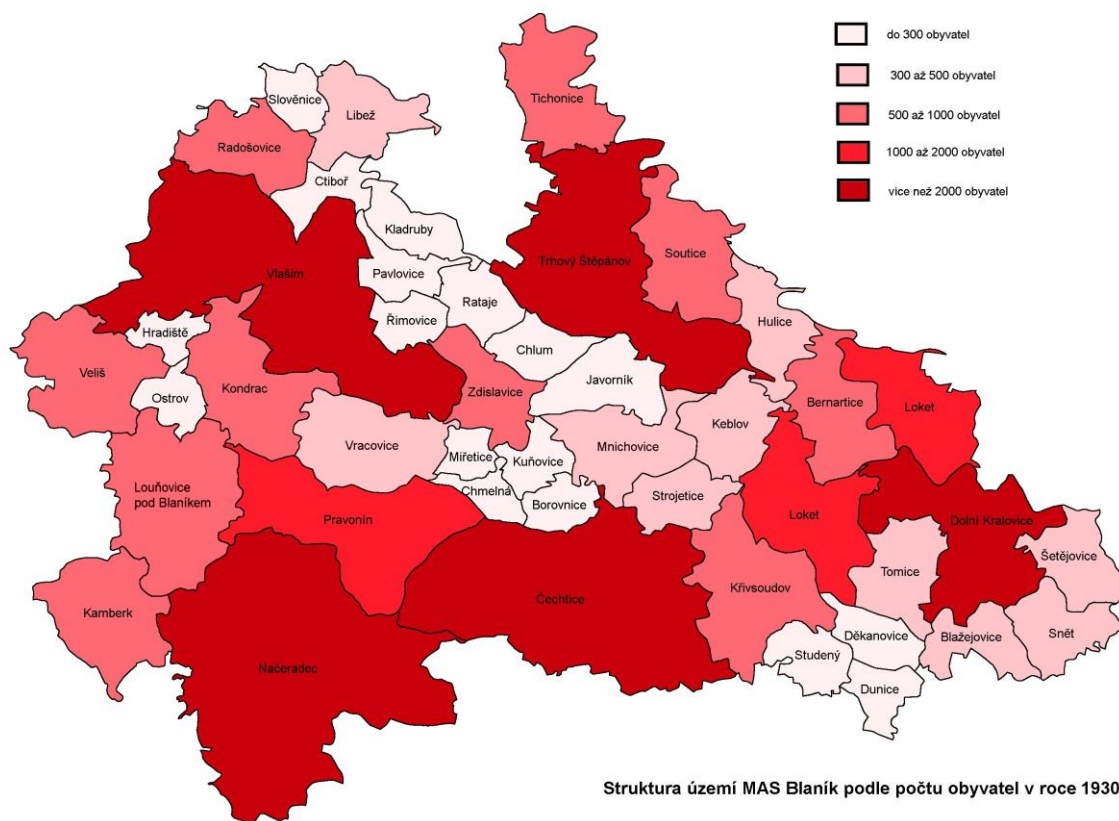 do 300 obyvatel
300 až 500 obyvatel
500 až 1000 obyvatel
1000 až 2000 obyvatel
více než 2000 obyvatel
Tichonice
Slověnice
Libež
Radošovice
Ctiboř
Kladruby
Vlašim
Pavlovice
Trhový Štěpánov
Soutice
Rataje
Římovice
Hulice
Hradiště
Chlum
Veliš
Kondrac
Zdislavice
Javorník
Ostrov
Bernartice
Loket
Keblov
Vracovice
Mnichovice
Miřetice
Kuňovice
Louňovice
pod Blaníkem
Chmelná
Strojetice
Borovnice
Pravonín
Loket
Dolní Kralovice
Šetějovice
Tomice
Křivsoudov
Čechtice
Kamberk
Děkanovice
Blažejovice
Snět
Studený
Načeradec
Dunice
Struktura území MAS Blaník podle počtu obyvatel v roce 1930